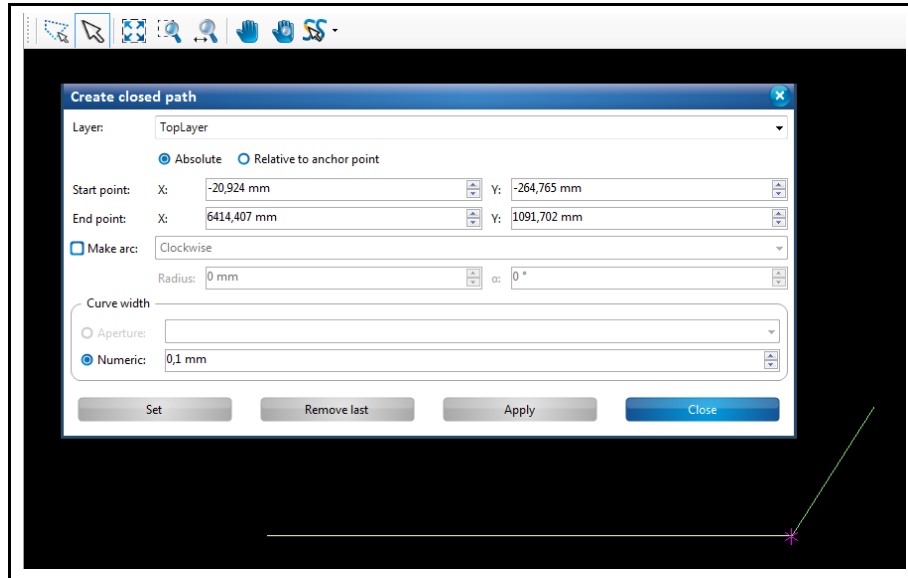 Create closed path
Layer: TopLayer
Absolute Relative to anchor point
Start point: X: -20,924 mm Y: -264,765 mm
End point: X: 6414,407 mm Y: 1091,702 mm
Make arc: Clockwise
Radius: 0 mm α: 0 °
Curve width
Aperture:
Numeric: 0,1 mm
Set Remove last Apply Close